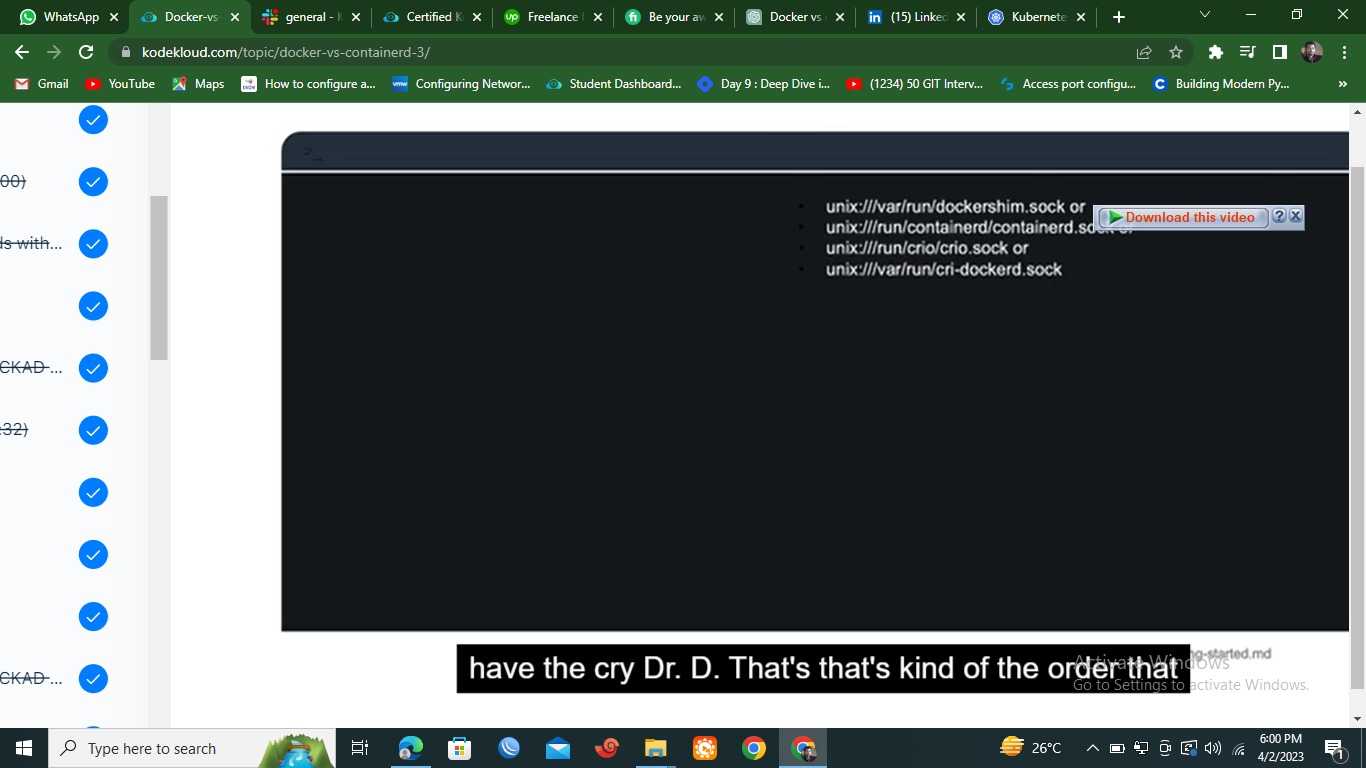 WhatsApp
Docker-vs-
general - K
Certified K
Freelance
Be your aw
Docker vs
(15) Linked
Kubernete
kodekloud.com/topic/docker-vs-containerd-3/
Gmail
YouTube
Maps
How to configure a...
Configuring Networ...
Student Dashboard...
Day 9 : Deep Dive i...
(1234) 50 GIT Interv...
Access port configu...
Building Modern Py...
»
00)
ds with...
CKAD ...
:32)
CKAD ...
>_
unix:///var/run/dockershim.sock or
Download this video
? X
unix:///run/containerd/containerd.sock or
unix:///run/crio/crio.sock or
unix:///var/run/cri-dockerd.sock
ng-started.md
have the cry Dr. D. That's that's kind of the order that
Activate Windows
Go to Settings to activate Windows.
Type here to search
26°C
6:00 PM
4/2/2023
1